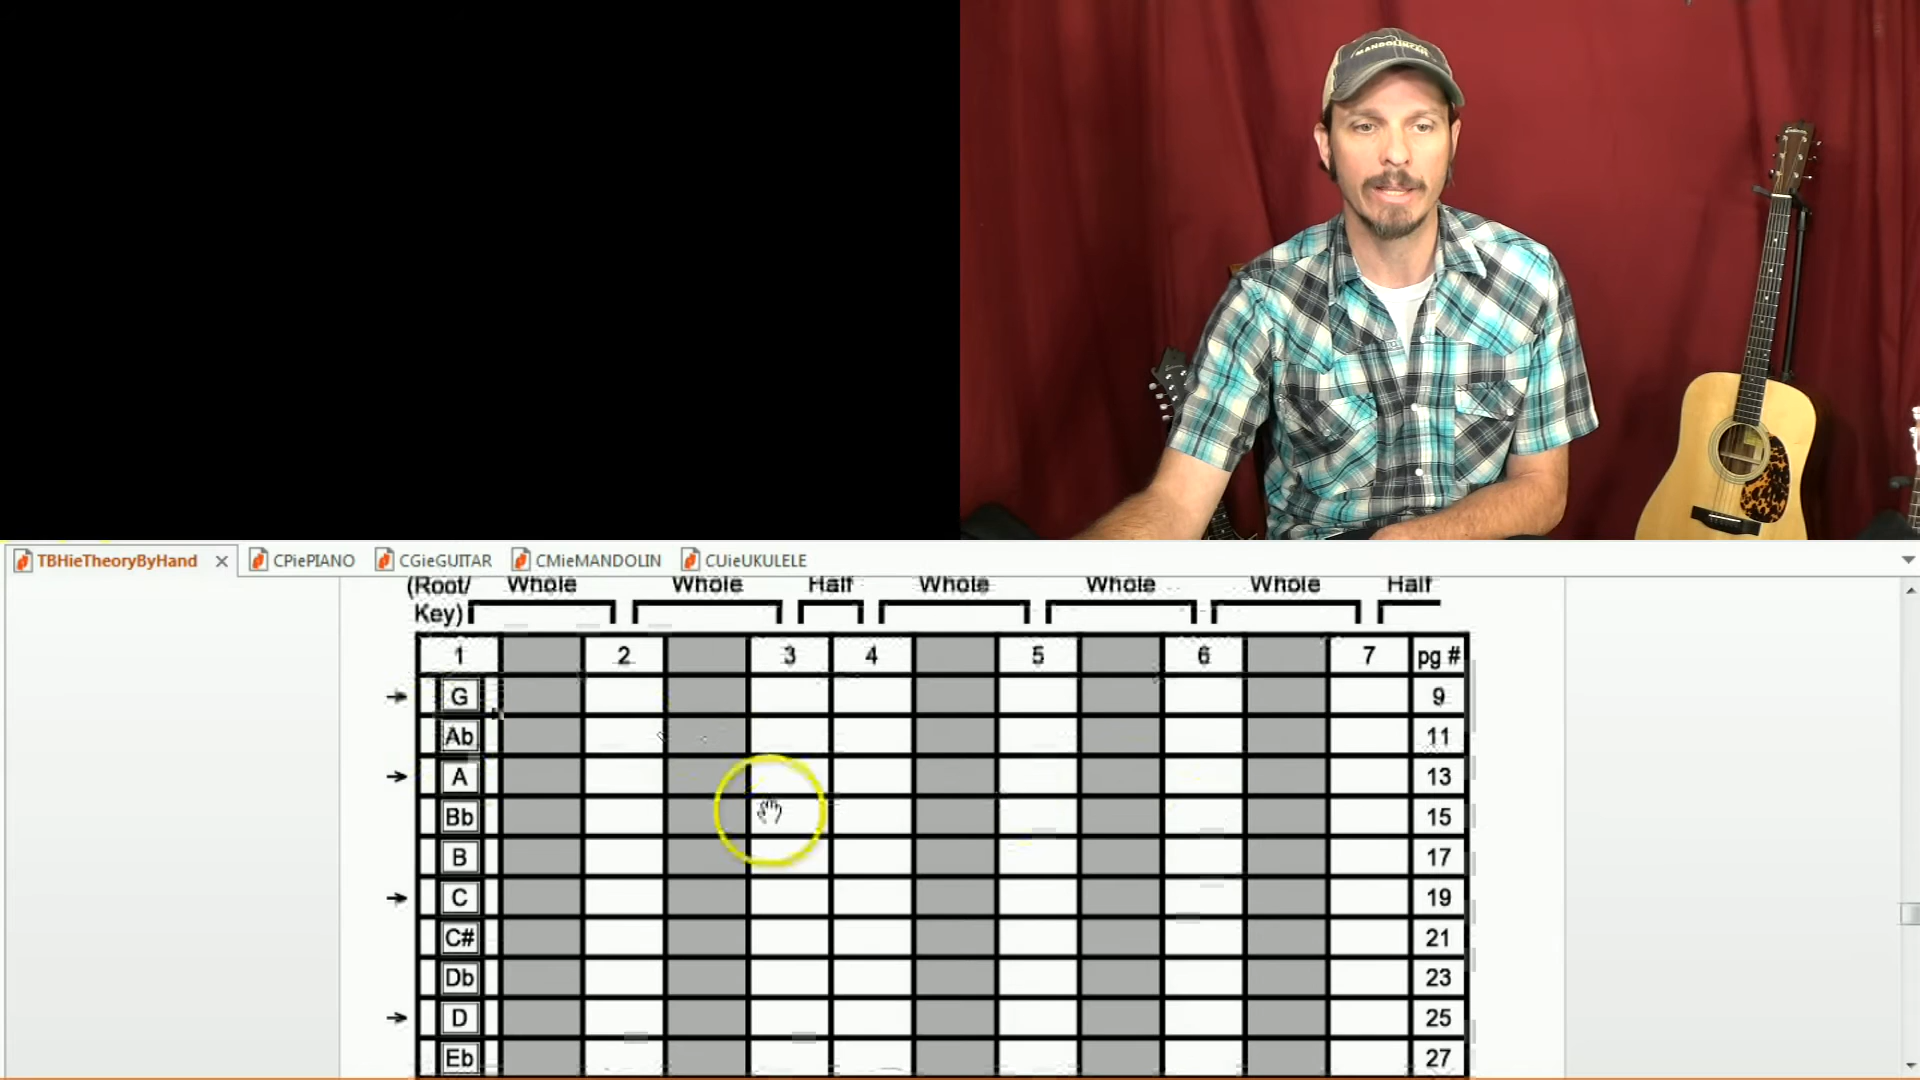 MANDOLINCAFE
TBHieTheoryByHand CPiePIANO CGieGUITAR CMieMANDOLIN CUieUKULELE
(Root/ Whole Whole Half Whole Whole Whole Half
Key)
1 2 3 4 5 6 7 pg #
G 9
Ab 11
A 13
Bb 15
B 17
C 19
C# 21
Db 23
D 25
Eb 27